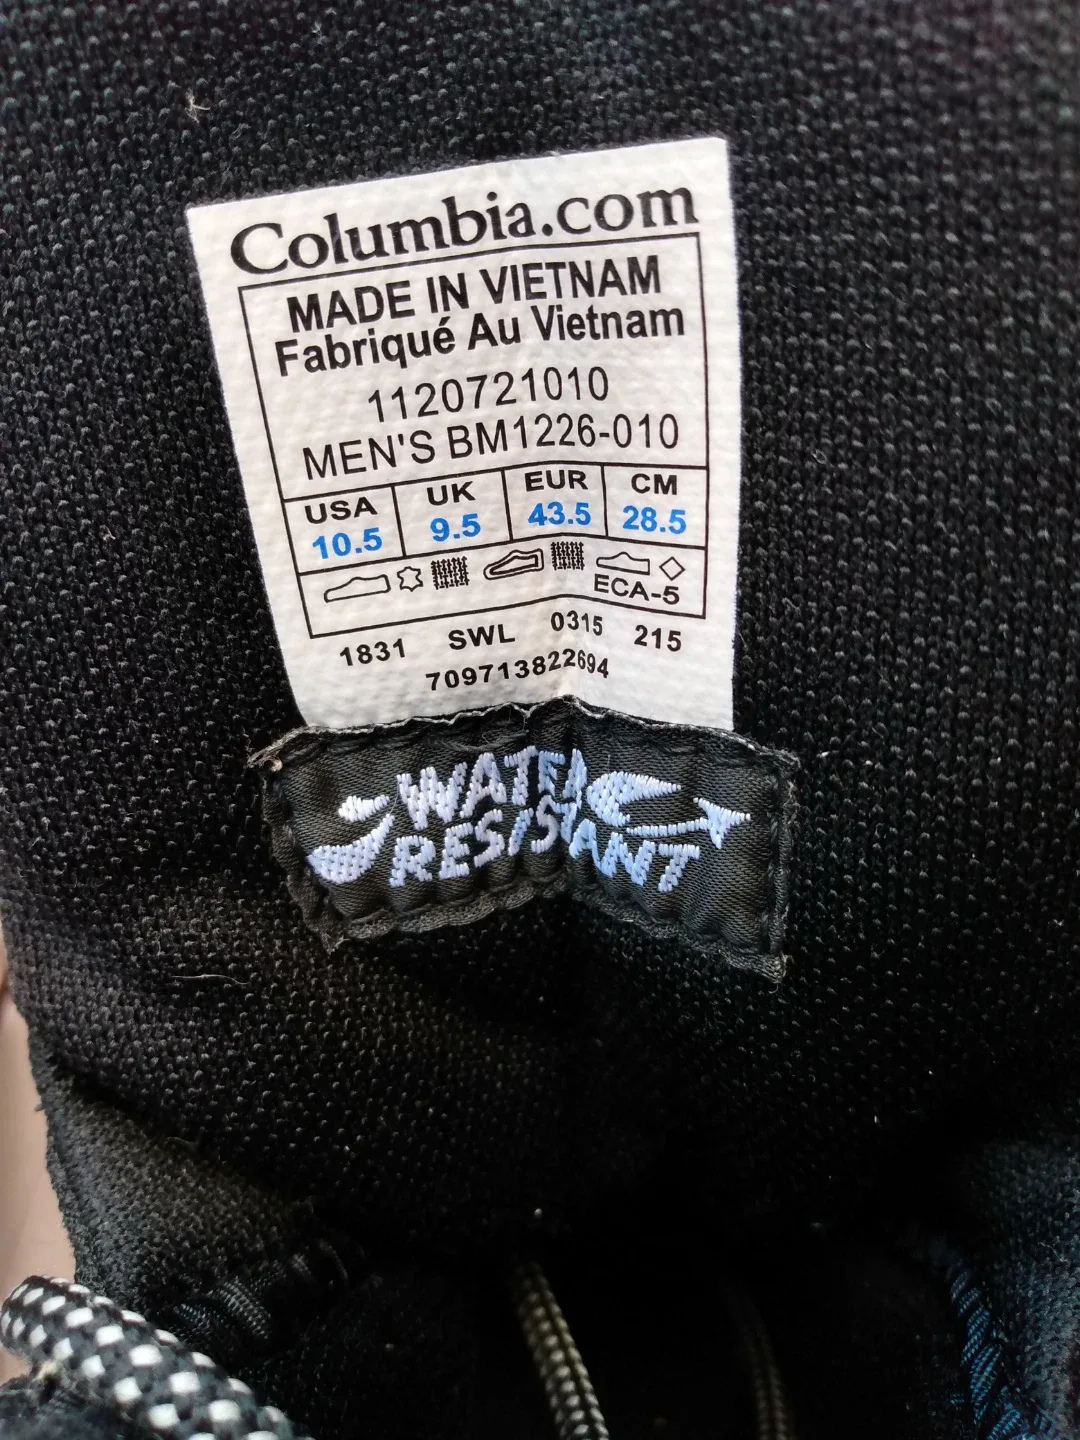 Columbia.com
MADE IN VIETNAM
Fabriqué Au Vietnam
1120721010
MEN'S BM1226-010
USA UK EUR CM
10.5 9.5 43.5 28.5
ECA-5
1831 SWL 0315 215
709713822694
WATER
RESISTANT